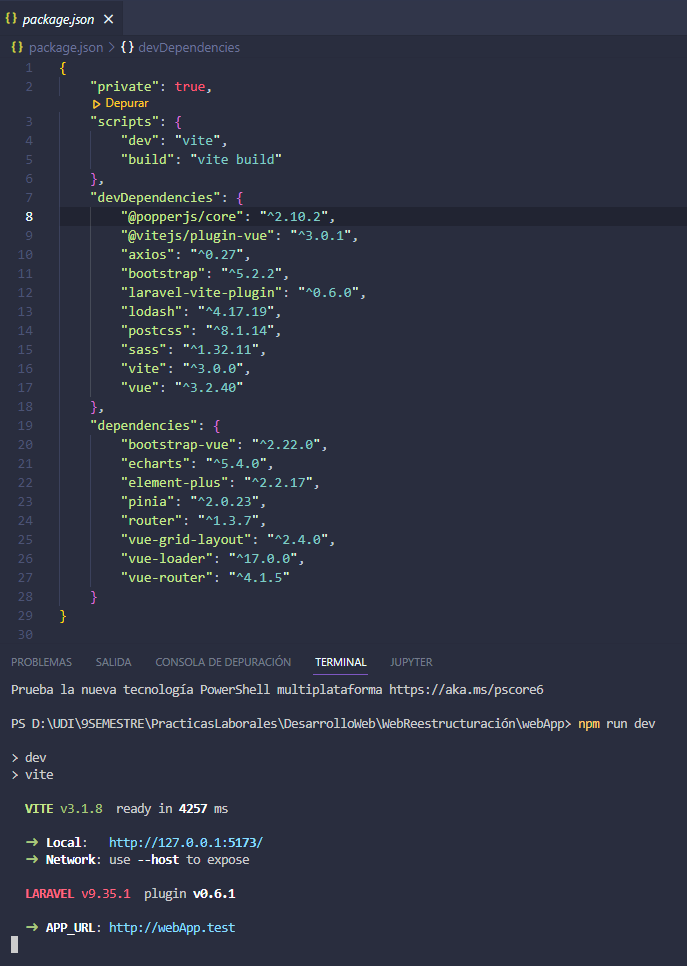 {} package.json ×
{} package.json > {} devDependencies
1 {
2 "private": true,
Depurar
3 "scripts": {
4 "dev": "vite",
5 "build": "vite build"
6 },
7 "devDependencies": {
8 "@popperjs/core": "^2.10.2",
9 "@vitejs/plugin-vue": "^3.0.1",
10 "axios": "^0.27",
11 "bootstrap": "^5.2.2",
12 "laravel-vite-plugin": "^0.6.0",
13 "lodash": "^4.17.19",
14 "postcss": "^8.1.14",
15 "sass": "^1.32.11",
16 "vite": "^3.0.0",
17 "vue": "^3.2.40"
18 },
19 "dependencies": {
20 "bootstrap-vue": "^2.22.0",
21 "echarts": "^5.4.0",
22 "element-plus": "^2.2.17",
23 "pinia": "^2.0.23",
24 "router": "^1.3.7",
25 "vue-grid-layout": "^2.4.0",
26 "vue-loader": "^17.0.0",
27 "vue-router": "^4.1.5"
28 }
29 }
30
PROBLEMAS SALIDA CONSOLA DE DEPURACIÓN TERMINAL JUPYTER
Prueba la nueva tecnología PowerShell multiplataforma https://aka.ms/pscore6
PS D:\UDI\9SEMESTRE\PracticasLaborales\DesarrolloWeb\WebReestructuración\webApp> npm run dev
> dev
> vite
VITE v3.1.8 ready in 4257 ms
➜ Local: http://127.0.0.1:5173/
➜ Network: use --host to expose
LARAVEL v9.35.1 plugin v0.6.1
➜ APP_URL: http://webApp.test